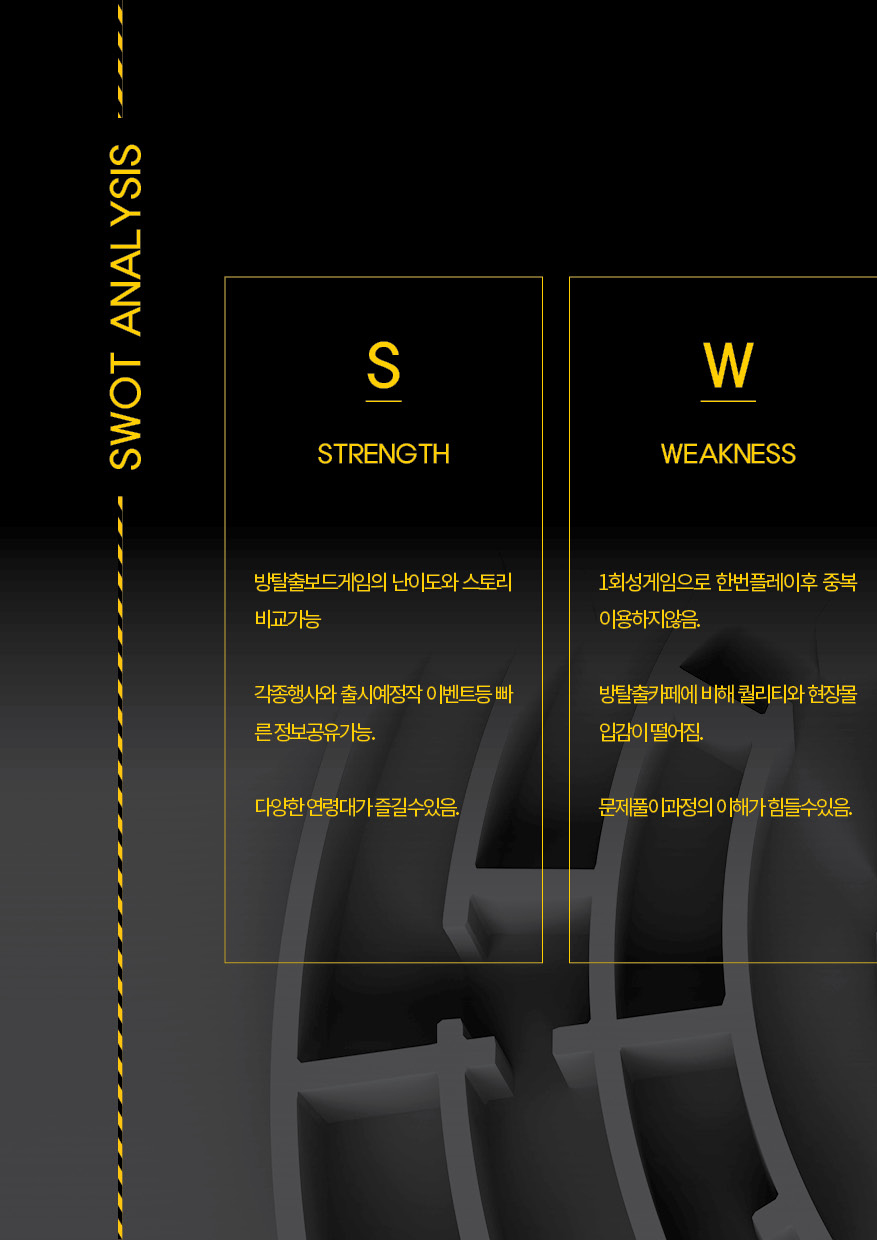 SWOT ANALYSIS
S
STRENGTH
방탈출보드게임의 난이도와 스토리
비교가능
각종행사와 출시예정작 이벤트등 빠
른 정보공유가능.
다양한 연령대가 즐길수있음.
W
WEAKNESS
1회성게임으로 한번플레이후 중복
이용하지않음.
방탈출카페에 비해 퀄리티와 현장몰
입감이 떨어짐.
문제풀이과정의 이해가 힘들수있음.